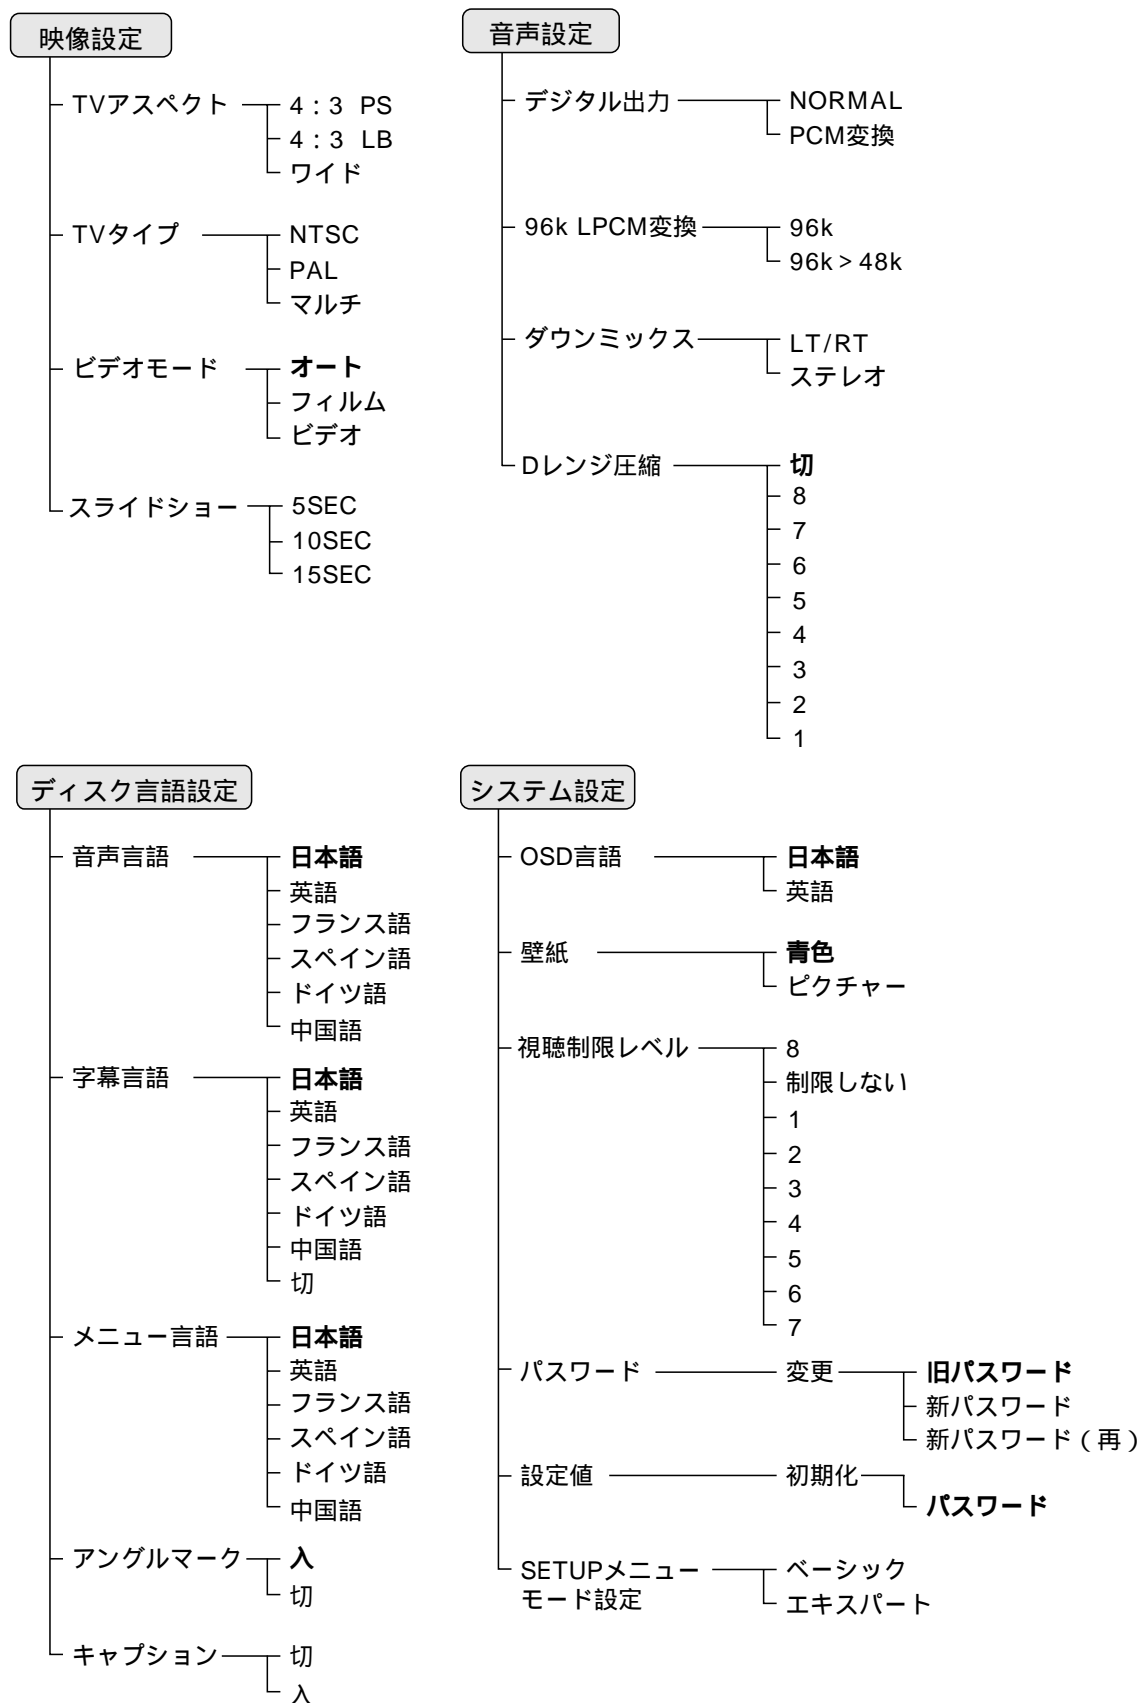 映像設定
TVアスペクト
4:3 PS
4:3 LB
ワイド
TVタイプ
NTSC
PAL
マルチ
ビデオモード
オート
フィルム
ビデオ
スライドショー
5SEC
10SEC
15SEC
音声設定
デジタル出力
NORMAL
PCM変換
96k LPCM変換
96k
96k>48k
ダウンミックス
LT/RT
ステレオ
Dレンジ圧縮
切
8
7
6
5
4
3
2
1
ディスク言語設定
音声言語
日本語
英語
フランス語
スペイン語
ドイツ語
中国語
字幕言語
日本語
英語
フランス語
スペイン語
ドイツ語
中国語
切
メニュー言語
日本語
英語
フランス語
スペイン語
ドイツ語
中国語
アングルマーク
入
切
キャプション
切
入
システム設定
OSD言語
日本語
英語
壁紙
青色
ピクチャー
視聴制限レベル
8
制限しない
1
2
3
4
5
6
7
パスワード
変更
旧パスワード
新パスワード
新パスワード(再)
設定値
初期化
パスワード
SETUPメニュー
モード設定
ベーシック
エキスパート